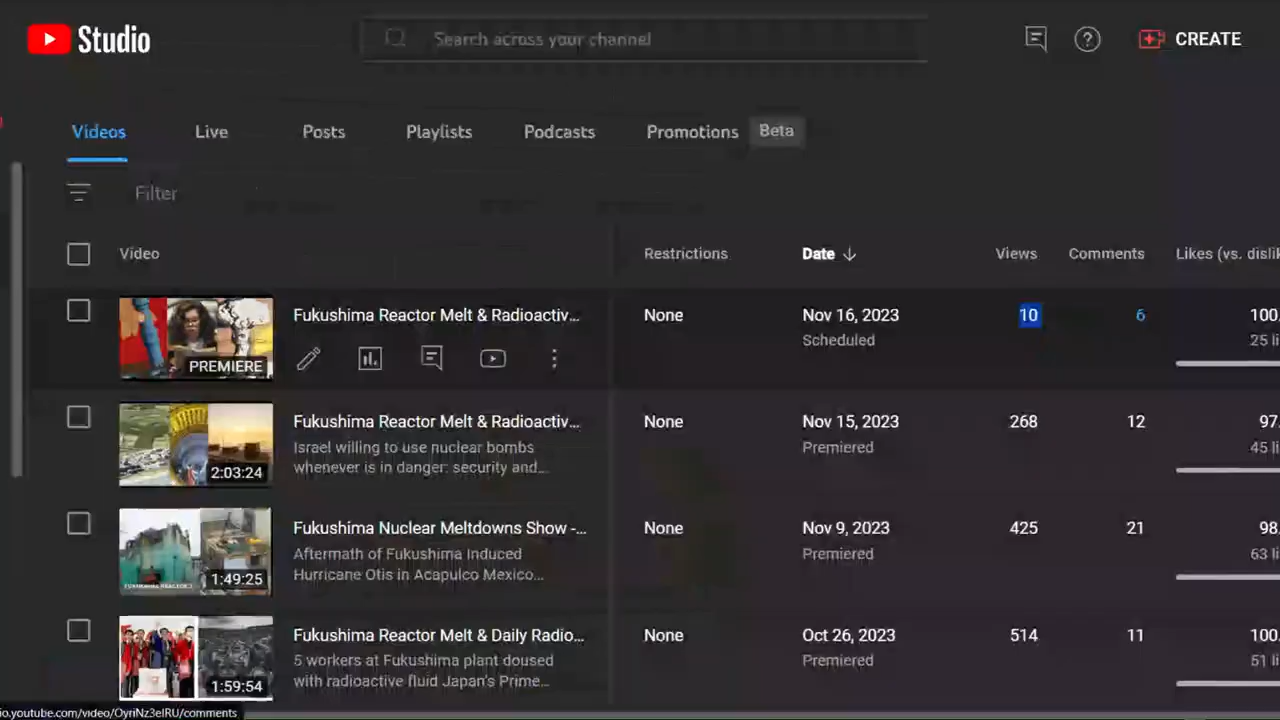 Studio
Search across your channel
CREATE
Videos Live Posts Playlists Podcasts Promotions Beta
Filter
Video Restrictions Date Views Comments Likes (vs. dislik
Fukushima Reactor Melt & Radioactiv... None Nov 16, 2023 10 6 100.
PREMIERE Scheduled 25 li
Fukushima Reactor Melt & Radioactiv... None Nov 15, 2023 268 12 97.
Israel willing to use nuclear bombs Premiered 45 li
whenever is in danger: security and...
2:03:24
Fukushima Nuclear Meltdowns Show -... None Nov 9, 2023 425 21 98.
Aftermath of Fukushima Induced Premiered 63 li
Hurricane Otis in Acapulco Mexico...
1:49:25
Fukushima Reactor Melt & Daily Radio... None Oct 26, 2023 514 11 100.
5 workers at Fukushima plant doused Premiered 51 li
with radioactive fluid Japan's Prime...
1:59:54